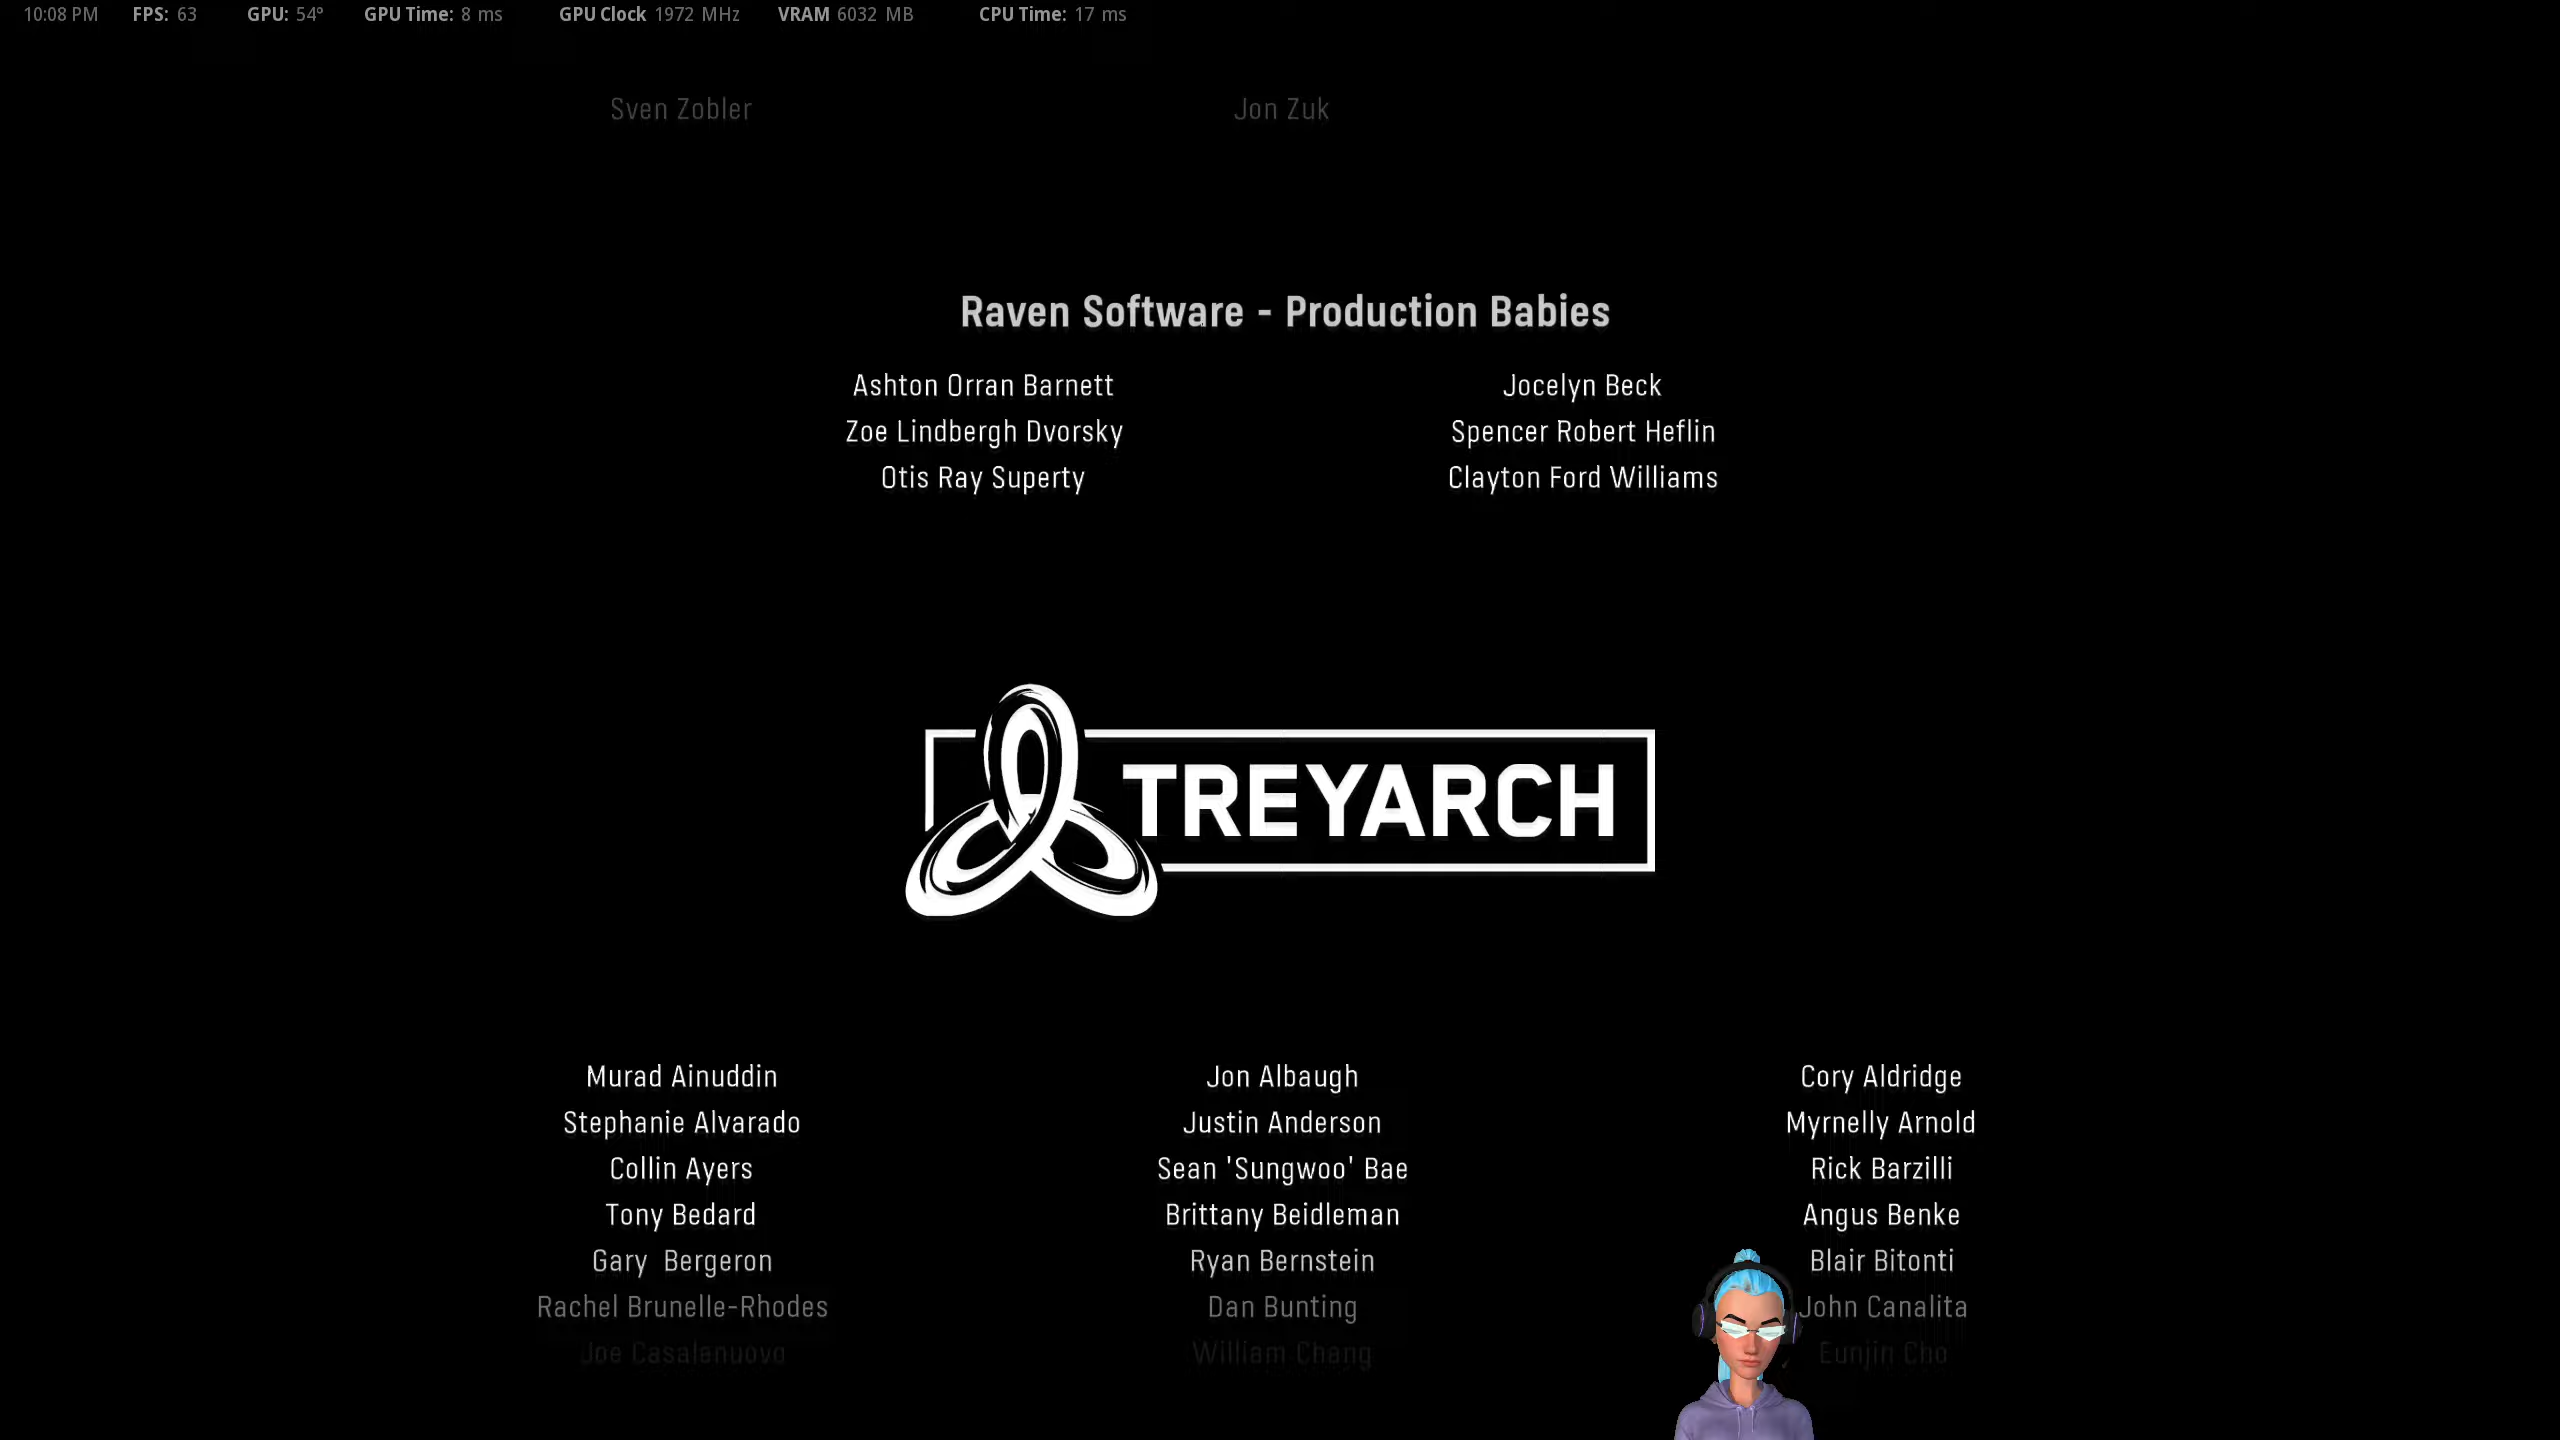 10:08 PM FPS: 63 GPU: 54° GPU Time: 8 ms GPU Clock 1972 MHz VRAM 6032 MB CPU Time: 17 ms
Sven Zobler Jon Zuk
Raven Software - Production Babies
Ashton Orran Barnett Jocelyn Beck
Zoe Lindbergh Dvorsky Spencer Robert Heflin
Otis Ray Superty Clayton Ford Williams
TREYARCH
Murad Ainuddin Jon Albaugh Cory Aldridge
Stephanie Alvarado Justin Anderson Myrnelly Arnold
Collin Ayers Sean 'Sungwoo' Bae Rick Barzilli
Tony Bedard Brittany Beidleman Angus Benke
Gary  Bergeron Ryan Bernstein Blair Bitonti
Rachel Brunelle-Rhodes Dan Bunting John Canalita
Joe Casalenuovo William Chang Eunjin Cho